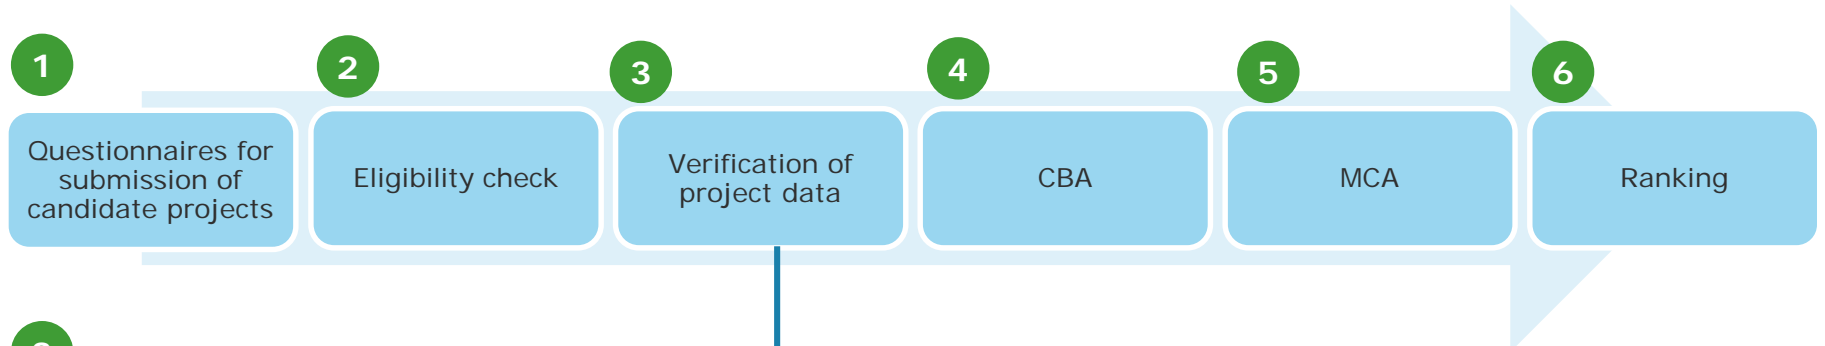 1
2
3
4
5
6
Questionnaires for
submission of
candidate projects
Eligibility check
Verification of
project data
CBA
MCA
Ranking